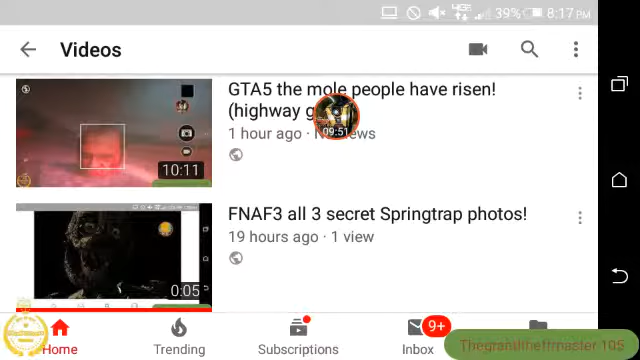 39% 8:17 PM
Videos
GTA5 the mole people have risen!
(highway g
09:51
1 hour ago · N ews
10:11
FNAF3 all 3 secret Springtrap photos!
19 hours ago · 1 view
0:05
9+
Home
Trending
Subscriptions
Inbox